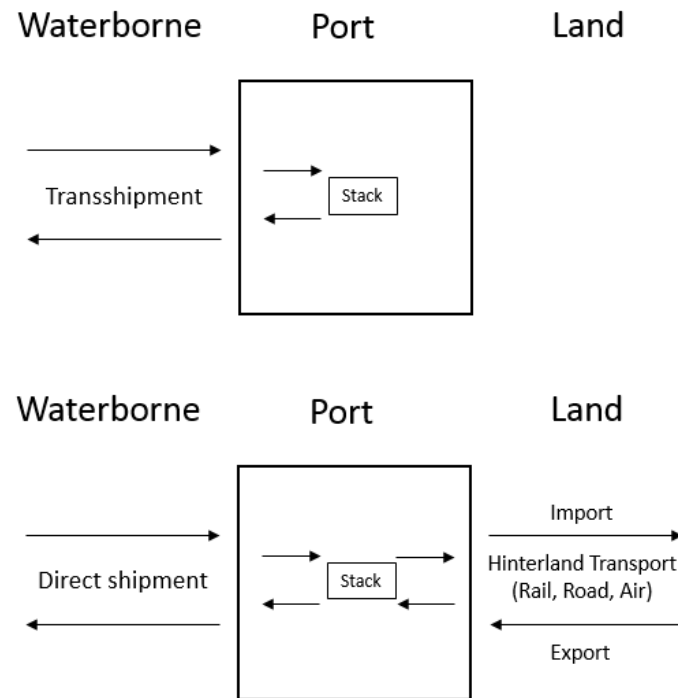 Waterborne Port Land
Transshipment
Stack
Waterborne Port Land
Import
Direct shipment
Stack
Hinterland Transport
(Rail, Road, Air)
Export